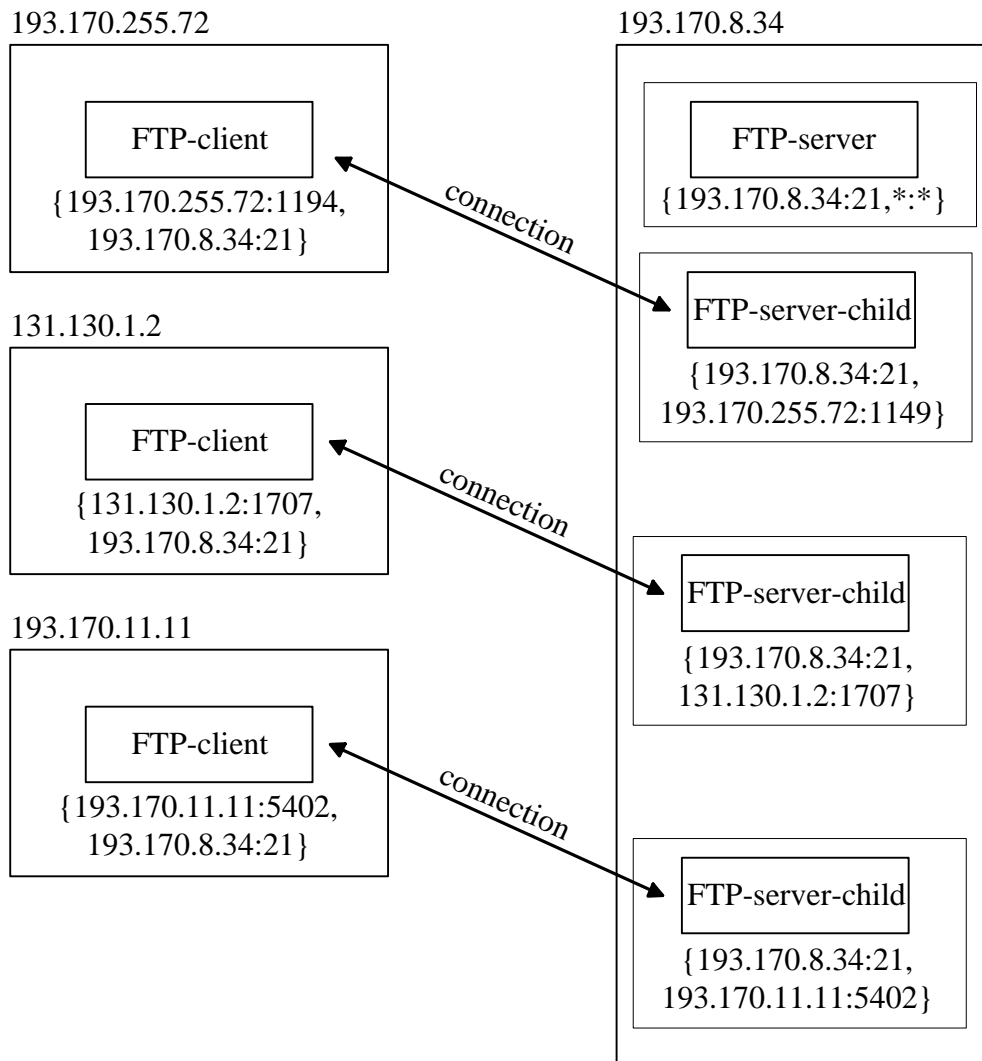 193.170.255.72
FTP-client
{193.170.255.72:1194,
193.170.8.34:21}
131.130.1.2
FTP-client
{131.130.1.2:1707,
193.170.8.34:21}
193.170.11.11
FTP-client
{193.170.11.11:5402,
193.170.8.34:21}
connection
connection
connection
193.170.8.34
FTP-server
{193.170.8.34:21,*:*}
FTP-server-child
{193.170.8.34:21,
193.170.255.72:1149}
FTP-server-child
{193.170.8.34:21,
131.130.1.2:1707}
FTP-server-child
{193.170.8.34:21,
193.170.11.11:5402}